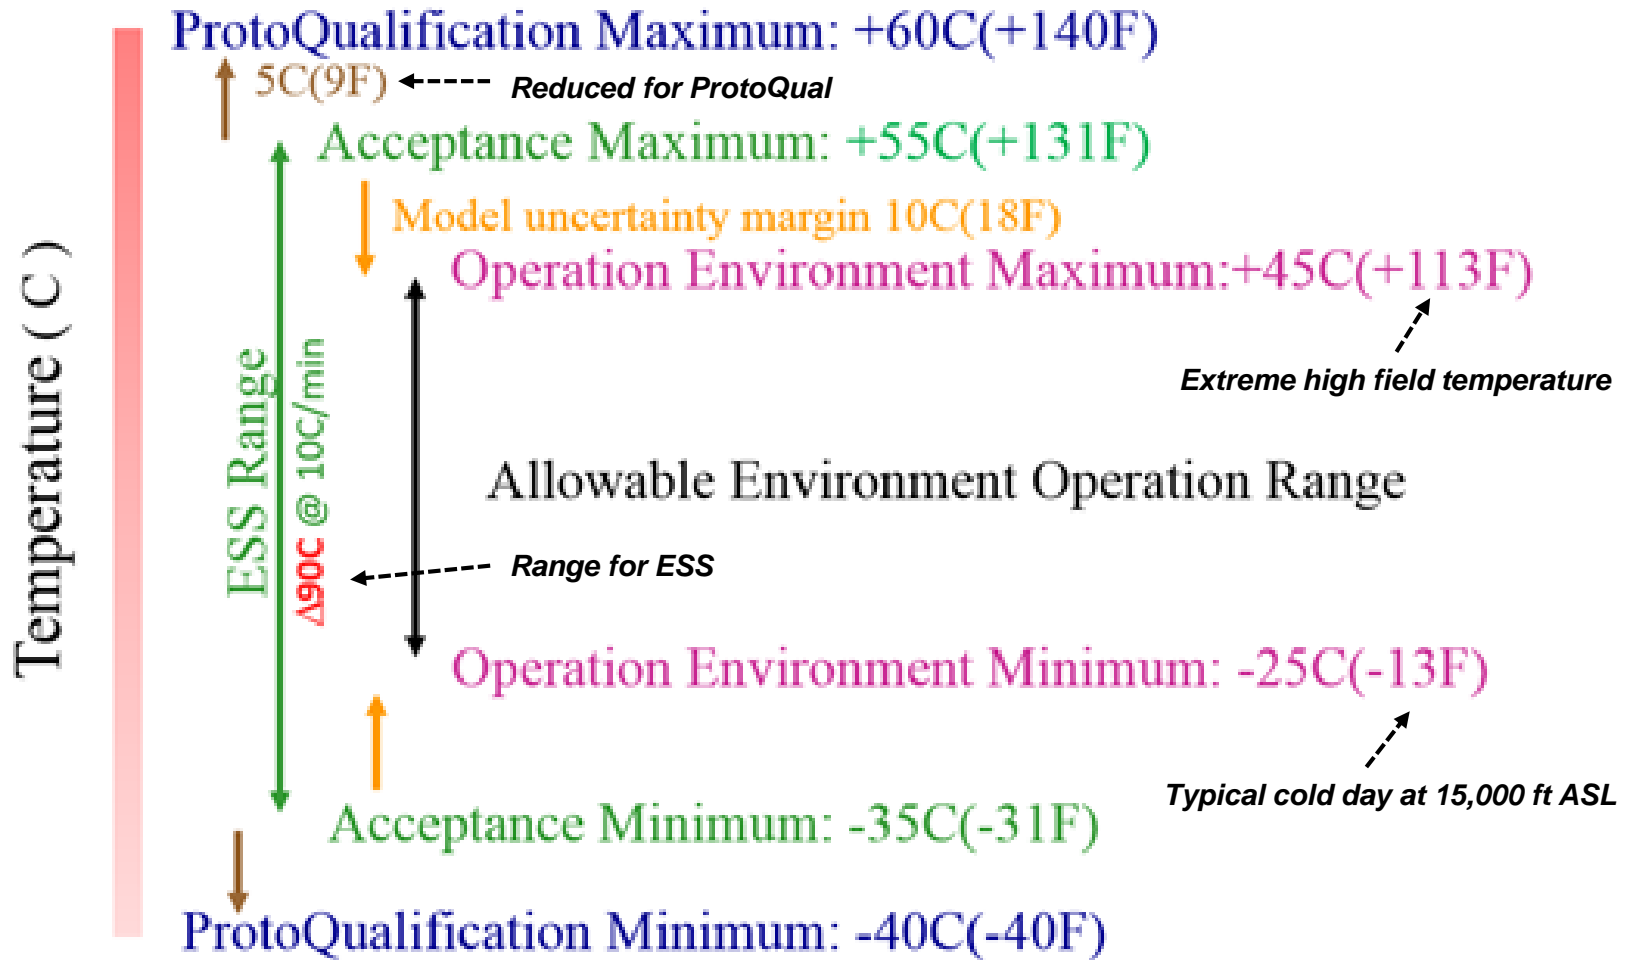 ProtoQualification Maximum: +60C(+140F)
5C(9F)
Reduced for ProtoQual
Acceptance Maximum: +55C(+131F)
Model uncertainty margin 10C(18F)
Operation Environment Maximum:+45C(+113F)
Extreme high field temperature
Temperature ( C )
ESS Range
Δ90C @ 10C/min
Allowable Environment Operation Range
Range for ESS
Operation Environment Minimum: -25C(-13F)
Typical cold day at 15,000 ft ASL
Acceptance Minimum: -35C(-31F)
ProtoQualification Minimum: -40C(-40F)